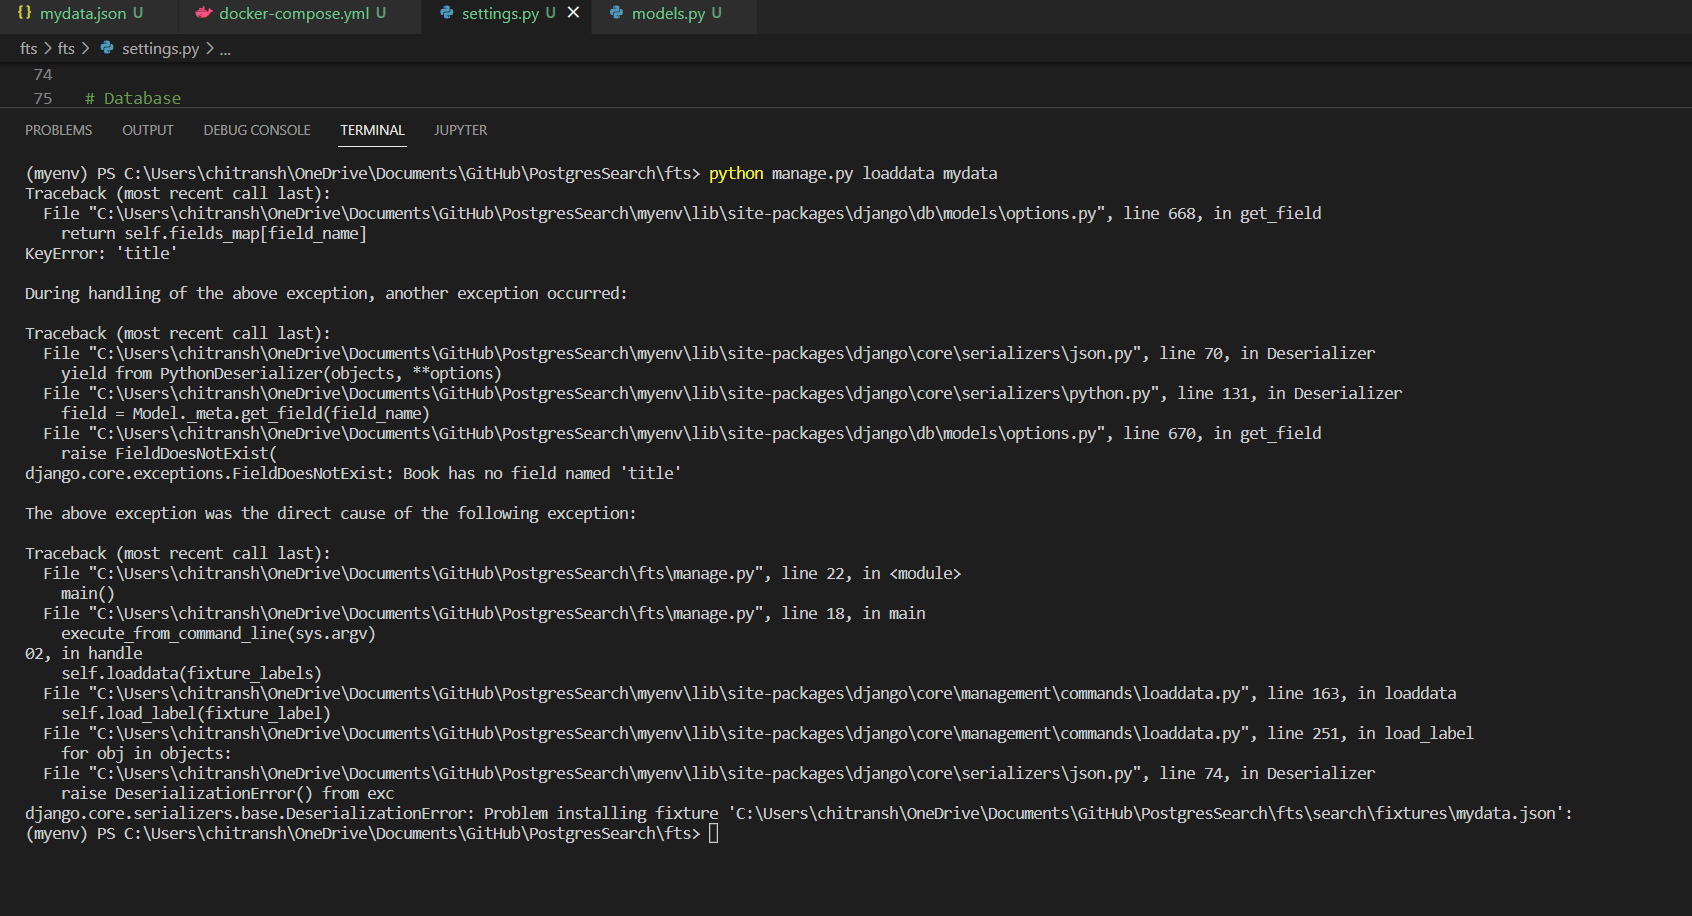 {} mydata.json U docker-compose.yml U settings.py U × models.py U
fts > fts > settings.py > ...
74
75 # Database
PROBLEMS OUTPUT DEBUG CONSOLE TERMINAL JUPYTER
(myenv) PS C:\Users\chitransh\OneDrive\Documents\GitHub\PostgresSearch\fts> python manage.py loaddata mydata
Traceback (most recent call last):
  File "C:\Users\chitransh\OneDrive\Documents\GitHub\PostgresSearch\myenv\lib\site-packages\django\db\models\options.py", line 668, in get_field
    return self.fields_map[field_name]
KeyError: 'title'
During handling of the above exception, another exception occurred:
Traceback (most recent call last):
  File "C:\Users\chitransh\OneDrive\Documents\GitHub\PostgresSearch\myenv\lib\site-packages\django\core\serializers\json.py", line 70, in Deserializer
    yield from PythonDeserializer(objects, **options)
  File "C:\Users\chitransh\OneDrive\Documents\GitHub\PostgresSearch\myenv\lib\site-packages\django\core\serializers\python.py", line 131, in Deserializer
    field = Model._meta.get_field(field_name)
  File "C:\Users\chitransh\OneDrive\Documents\GitHub\PostgresSearch\myenv\lib\site-packages\django\db\models\options.py", line 670, in get_field
    raise FieldDoesNotExist(
django.core.exceptions.FieldDoesNotExist: Book has no field named 'title'
The above exception was the direct cause of the following exception:
Traceback (most recent call last):
  File "C:\Users\chitransh\OneDrive\Documents\GitHub\PostgresSearch\fts\manage.py", line 22, in <module>
    main()
  File "C:\Users\chitransh\OneDrive\Documents\GitHub\PostgresSearch\fts\manage.py", line 18, in main
    execute_from_command_line(sys.argv)
02, in handle
    self.loaddata(fixture_labels)
  File "C:\Users\chitransh\OneDrive\Documents\GitHub\PostgresSearch\myenv\lib\site-packages\django\core\management\commands\loaddata.py", line 163, in loaddata
    self.load_label(fixture_label)
  File "C:\Users\chitransh\OneDrive\Documents\GitHub\PostgresSearch\myenv\lib\site-packages\django\core\management\commands\loaddata.py", line 251, in load_label
    for obj in objects:
  File "C:\Users\chitransh\OneDrive\Documents\GitHub\PostgresSearch\myenv\lib\site-packages\django\core\serializers\json.py", line 74, in Deserializer
    raise DeserializationError() from exc
django.core.serializers.base.DeserializationError: Problem installing fixture 'C:\Users\chitransh\OneDrive\Documents\GitHub\PostgresSearch\fts\search\fixtures\mydata.json':
(myenv) PS C:\Users\chitransh\OneDrive\Documents\GitHub\PostgresSearch\fts>